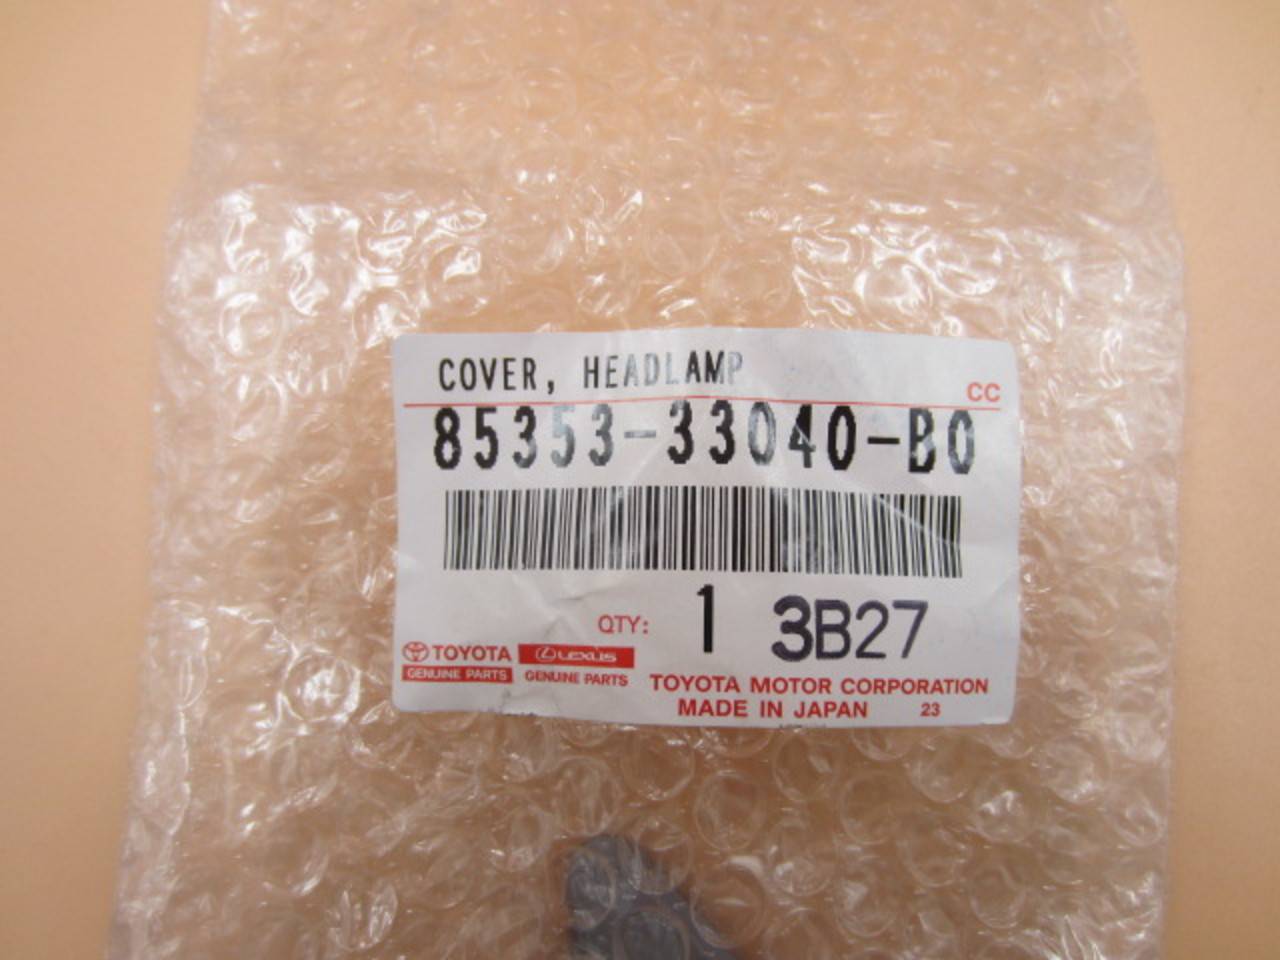 COVER, HEADLAMP
CC
85353-33040-B0
QTY: 1 3B27
TOYOTA LEXUS
GENUINE PARTS GENUINE PARTS
TOYOTA MOTOR CORPORATION
MADE IN JAPAN 23